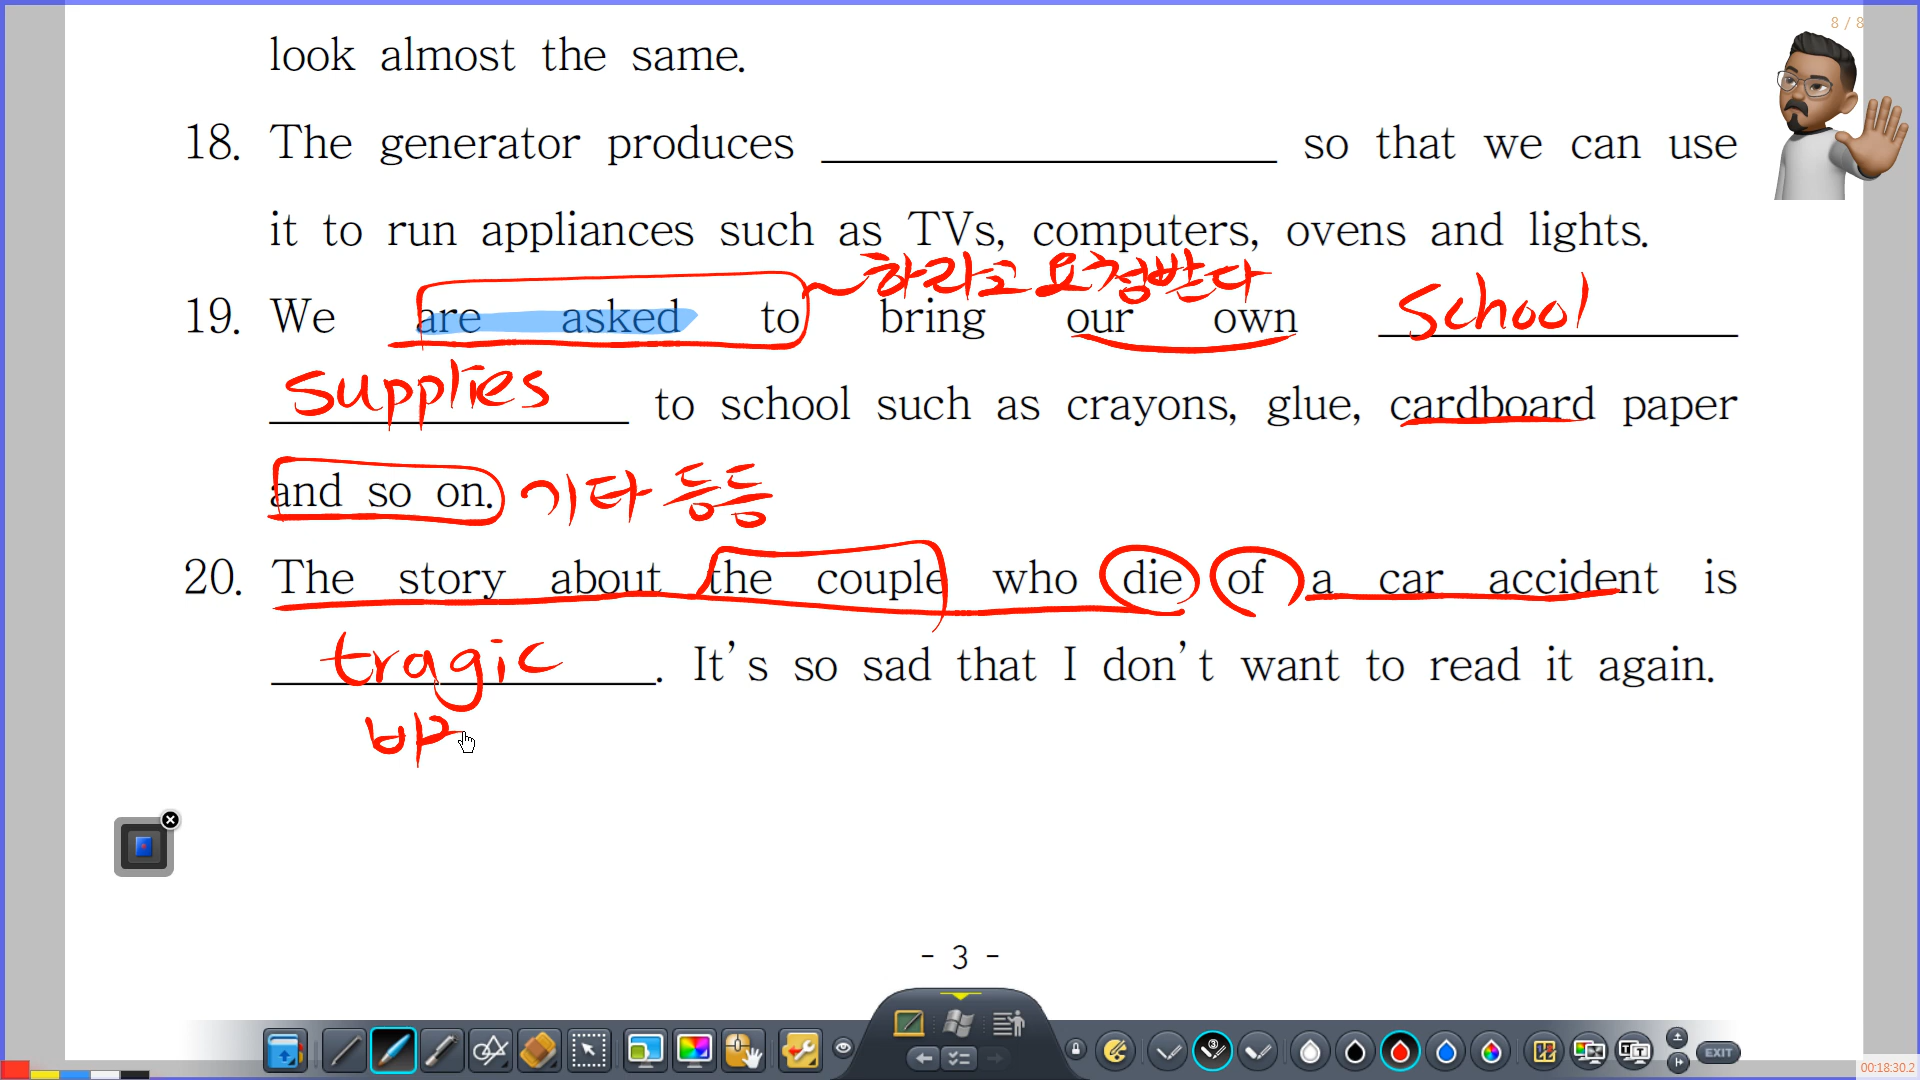 8 / 8
look almost the same.
18. The generator produces ____________________ so that we can use
it to run appliances such as TVs, computers, ovens and lights.
~하라고 요청받다
19. We are asked to bring our own school
supplies to school such as crayons, glue, cardboard paper
and so on. 기타 등등
20. The story about the couple who die of a car accident is
tragic. It's so sad that I don't want to read it again.
- 3 -
EXIT
00:18:30.2